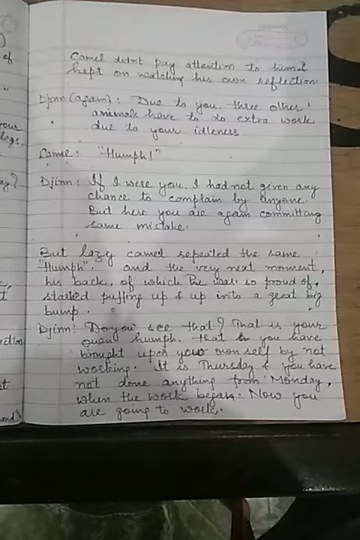 Camel didn't pay attention to him &
kept on watching his own reflection
Djinn (again): Due to you three other
animals have to do extra work
due to your idleness
Camel: "Humph!"
Djinn: If I were you, I had not given any
chance to complain by anyone.
But here you are again committing
same mistake.
But lazy camel repeated the same
"Humph". and the very next moment,
his back, of which he was so proud of,
started puffing up & up into a great big
bump.
Djinn: Do you see that? That is your
humph. that you have
brought upon your own self by not
working. It is Thursday & you have
not done anything from Monday,
when the work began. Now you
are going to work.